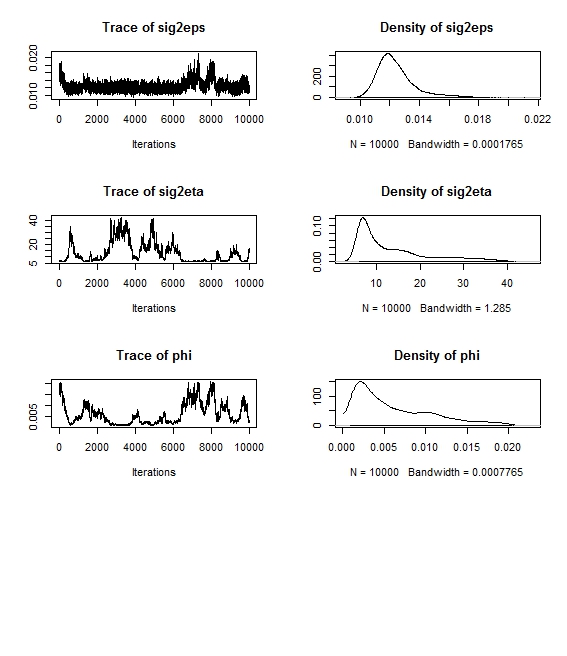 Trace of sig2eps
0.010 0.020
0 2000 4000 6000 8000 10000
Iterations
Density of sig2eps
0 200
0.010 0.014 0.018 0.022
N = 10000 Bandwidth = 0.0001765
Trace of sig2eta
5 20 40
0 2000 4000 6000 8000 10000
Iterations
Density of sig2eta
0.00 0.10
10 20 30 40
N = 10000 Bandwidth = 1.285
Trace of phi
0.005
0 2000 4000 6000 8000 10000
Iterations
Density of phi
0 100
0.000 0.005 0.010 0.015 0.020
N = 10000 Bandwidth = 0.0007765